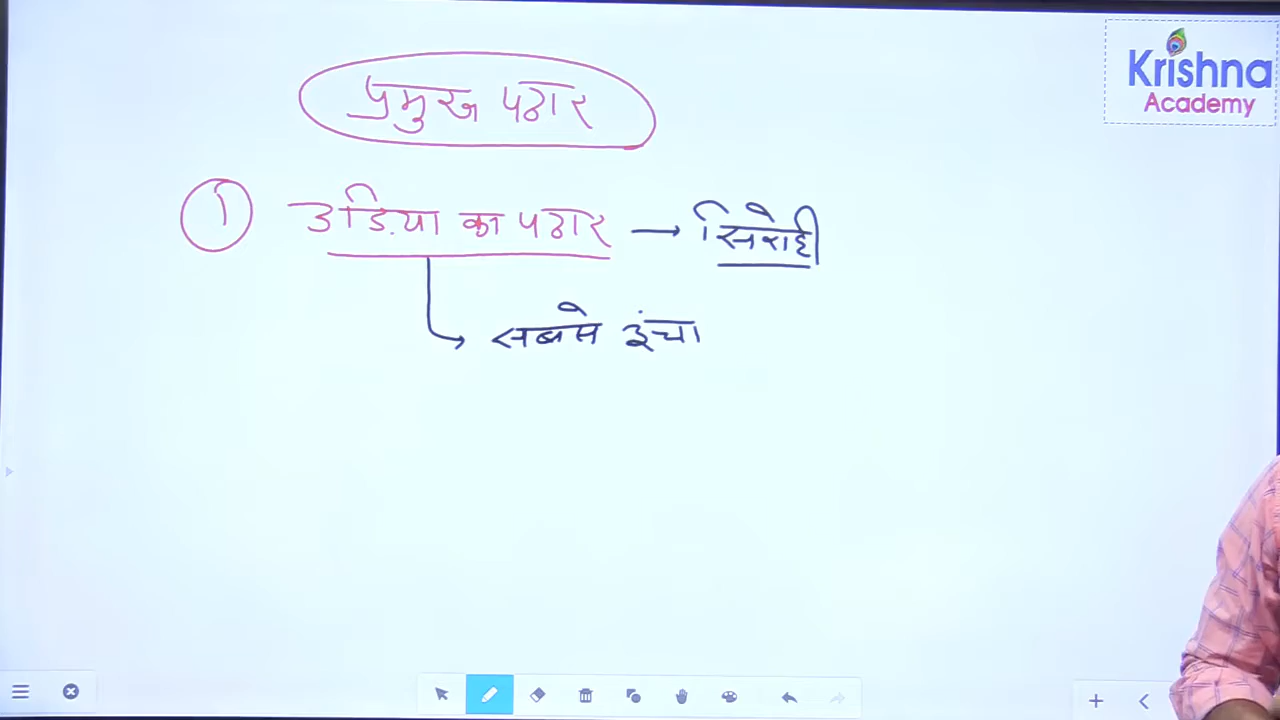 Krishna
Academy
प्रमुख पठार
① उडि़या का पठार → सिरोही
→ सबसे ऊंचा